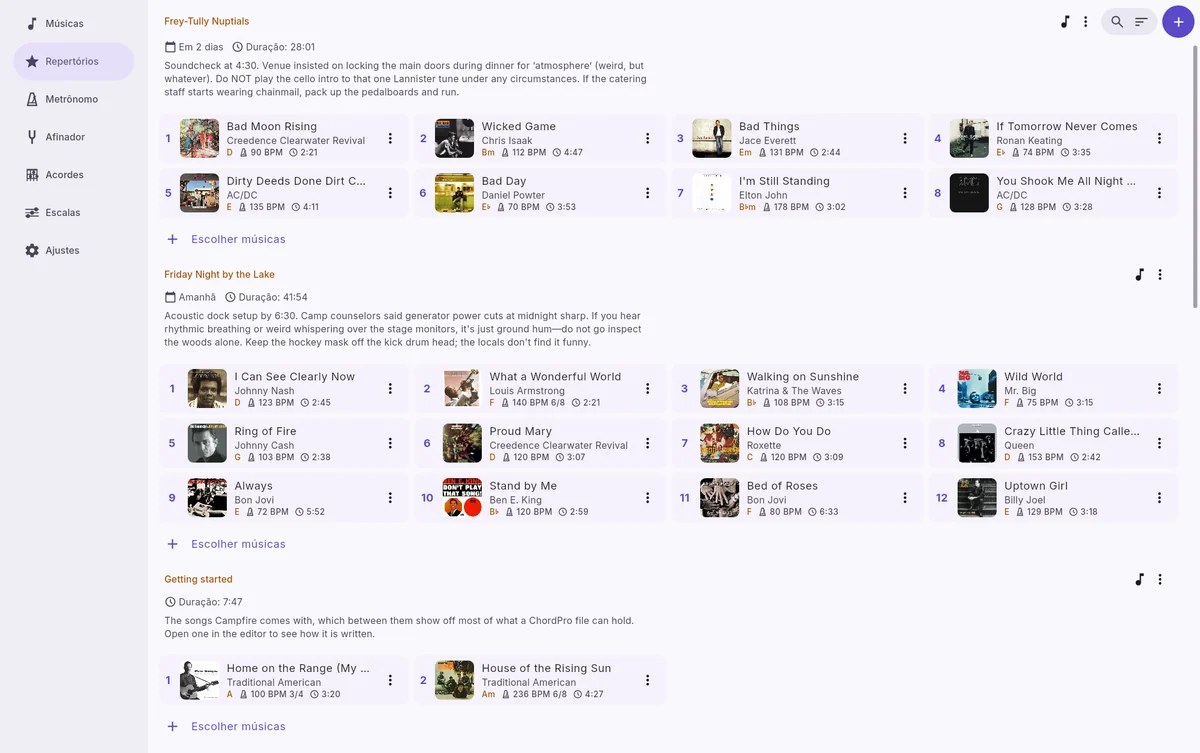 Músicas
Repertórios
Metrônomo
Afinador
Acordes
Escalas
Ajustes
Frey-Tully Nuptials
Em 2 dias Duração: 28:01
Soundcheck at 4:30. Venue insisted on locking the main doors during dinner for ‘atmosphere’ (weird, but
whatever). Do NOT play the cello intro to that one Lannister tune under any circumstances. If the catering
staff starts wearing chainmail, pack up the pedalboards and run.
1
Bad Moon Rising
Creedence Clearwater Revival
D 90 BPM 2:21
2
Wicked Game
Chris Isaak
Bm 112 BPM 4:47
3
Bad Things
Jace Everett
Em 131 BPM 2:44
4
If Tomorrow Never Comes
Ronan Keating
E♭ 74 BPM 3:35
5
Dirty Deeds Done Dirt C...
AC/DC
E 135 BPM 4:11
6
Bad Day
Daniel Powter
E♭ 70 BPM 3:53
7
I'm Still Standing
Elton John
B♭m 178 BPM 3:02
8
You Shook Me All Night ...
AC/DC
G 128 BPM 3:28
+ Escolher músicas
Friday Night by the Lake
Amanhã Duração: 41:54
Acoustic dock setup by 6:30. Camp counselors said generator power cuts at midnight sharp. If you hear
rhythmic breathing or weird whispering over the stage monitors, it's just ground hum—do not go inspect
the woods alone. Keep the hockey mask off the kick drum head; the locals don't find it funny.
1
I Can See Clearly Now
Johnny Nash
D 123 BPM 2:45
2
What a Wonderful World
Louis Armstrong
F 140 BPM 6/8 2:21
3
Walking on Sunshine
Katrina & The Waves
B♭ 108 BPM 3:15
4
Wild World
Mr. Big
F 75 BPM 3:15
5
Ring of Fire
Johnny Cash
G 103 BPM 2:38
6
Proud Mary
Creedence Clearwater Revival
D 120 BPM 3:07
7
How Do You Do
Roxette
C 120 BPM 3:09
8
Crazy Little Thing Calle...
Queen
D 153 BPM 2:42
9
Always
Bon Jovi
E 72 BPM 5:52
10
BEN E. KING
DON'T PLAY
THAT SONG!
Stand by Me
Ben E. King
B♭ 120 BPM 2:59
11
Bed of Roses
Bon Jovi
F 80 BPM 6:33
12
Uptown Girl
Billy Joel
E 129 BPM 3:18
+ Escolher músicas
Getting started
Duração: 7:47
The songs Campfire comes with, which between them show off most of what a ChordPro file can hold.
Open one in the editor to see how it is written.
1
Home on the Range (My ...
Traditional American
A 100 BPM 3/4 3:20
2
House of the Rising Sun
Traditional American
Am 236 BPM 6/8 4:27
+ Escolher músicas